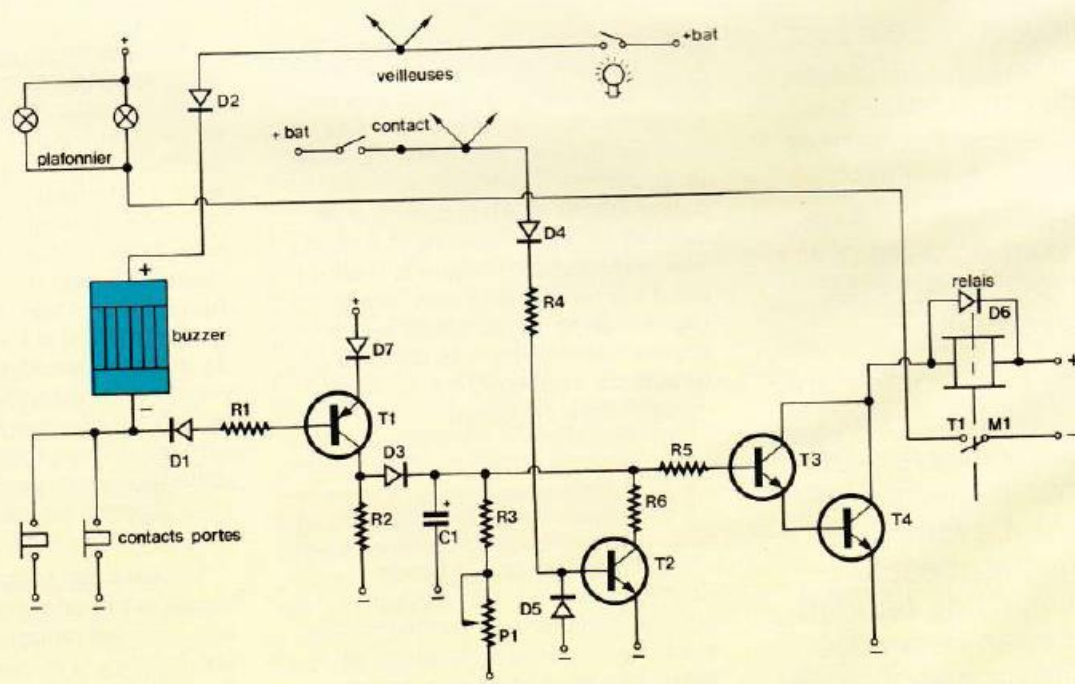 +
+bat
veilleuses
D2
+ bat
contact
plafonnier
D4
+
R4
relais
D6
buzzer
+
D7
+
−
R1
T1
T1
M1
−
D1
D3
R5
T3
+
R2
C1
R3
R6
T4
contacts portes
T2
D5
P1
−
−
−
−
−
−
−